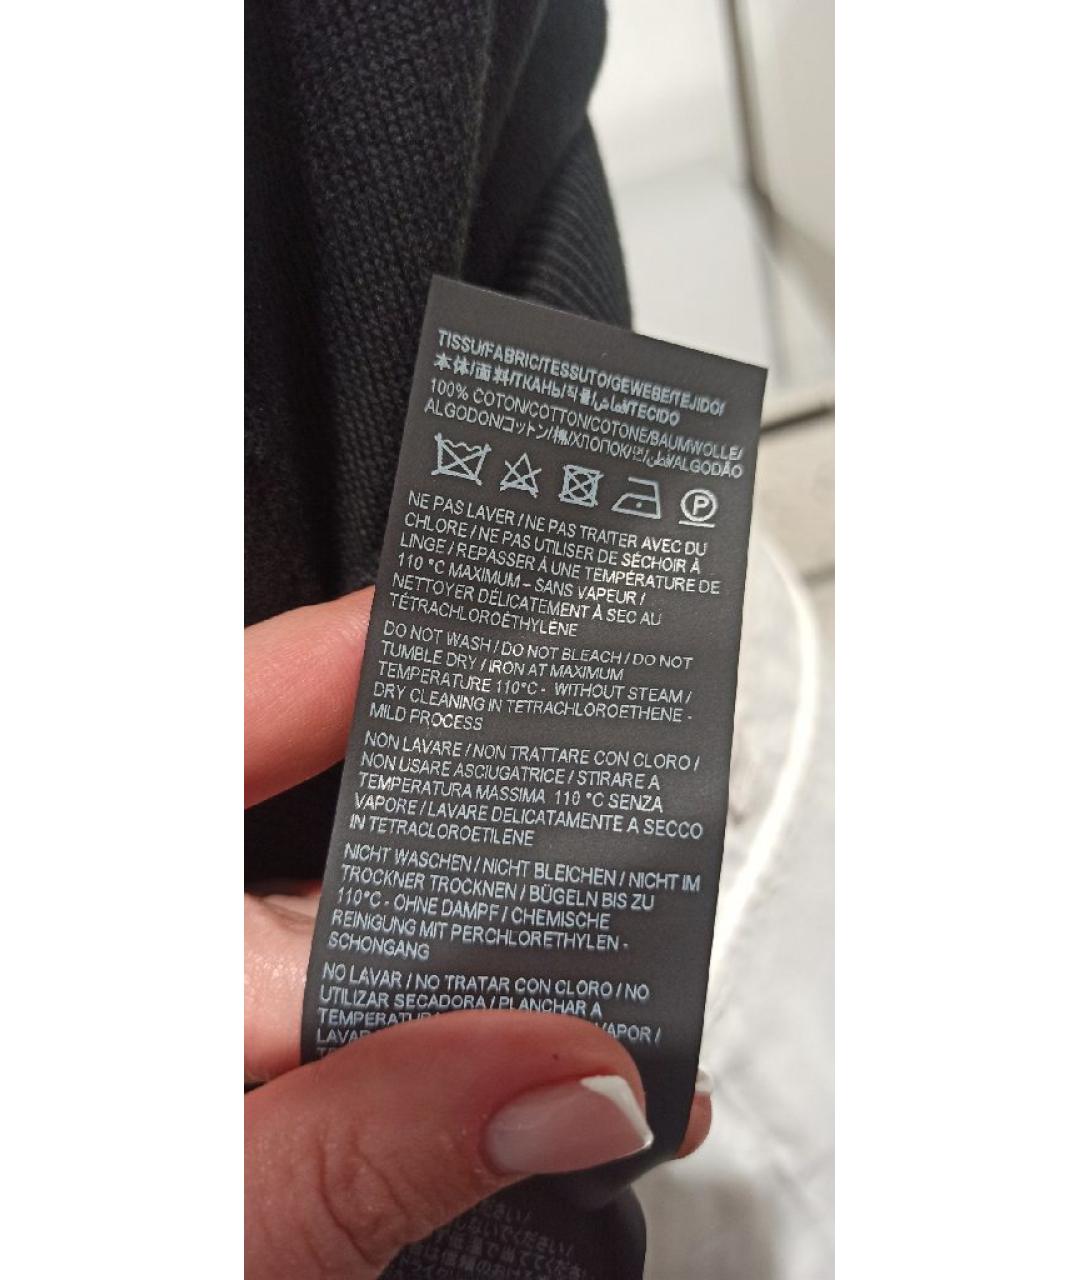 TISSU/FABRIC/TESSUTO/GEWEBE/TEJIDO/
本体/面料/ТКАНЬ/직물/قماش/TECIDO
100% COTON/COTTON/COTONE/BAUMWOLLE/
ALGODON/コットン/棉/ХЛОПОК/면/قطن/ALGODÃO
P
NE PAS LAVER / NE PAS TRAITER AVEC DU
CHLORE / NE PAS UTILISER DE SÉCHOIR À
LINGE / REPASSER À UNE TEMPÉRATURE DE
110 °C MAXIMUM – SANS VAPEUR /
NETTOYER DÉLICATEMENT À SEC AU
TÉTRACHLOROÉTHYLÈNE
DO NOT WASH / DO NOT BLEACH / DO NOT
TUMBLE DRY / IRON AT MAXIMUM
TEMPERATURE 110°C - WITHOUT STEAM /
DRY CLEANING IN TETRACHLOROETHENE -
MILD PROCESS
NON LAVARE / NON TRATTARE CON CLORO /
NON USARE ASCIUGATRICE / STIRARE A
TEMPERATURA MASSIMA 110 °C SENZA
VAPORE / LAVARE DELICATAMENTE A SECCO
IN TETRACLOROETILENE
NICHT WASCHEN / NICHT BLEICHEN / NICHT IM
TROCKNER TROCKNEN / BÜGELN BIS ZU
110°C - OHNE DAMPF / CHEMISCHE
REINIGUNG MIT PERCHLORETHYLEN -
SCHONGANG
NO LAVAR / NO TRATAR CON CLORO / NO
UTILIZAR SECADORA / PLANCHAR A
VAPOR /